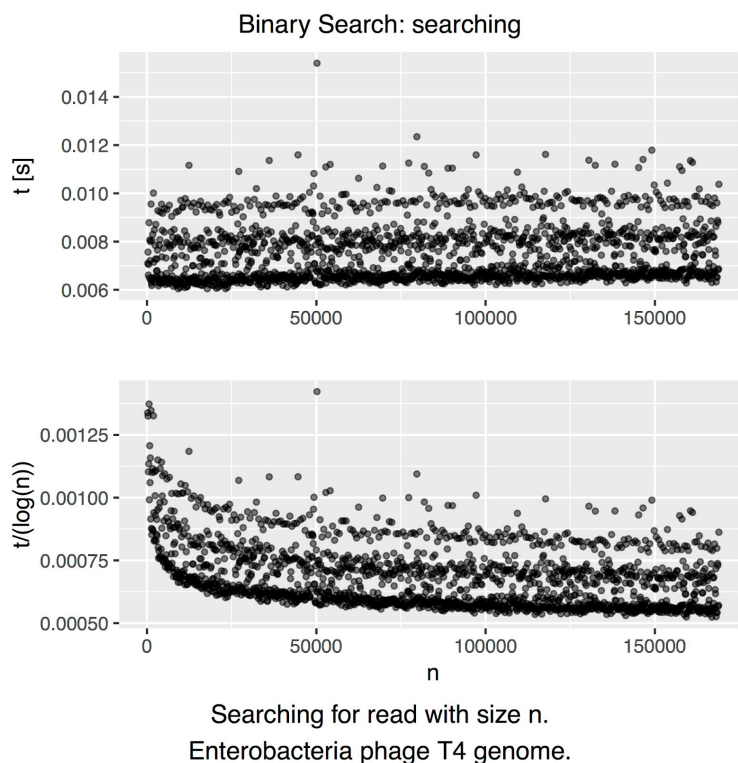 Binary Search: searching
t [s]
0.014
0.012
0.010
0.008
0.006
0
50000
100000
150000
t/(log(n))
0.00125
0.00100
0.00075
0.00050
0
50000
100000
150000
n
Searching for read with size n.
Enterobacteria phage T4 genome.